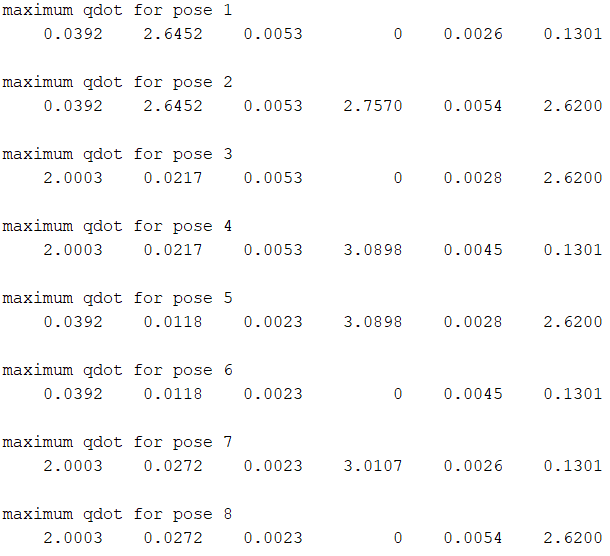 maximum qdot for pose 1
0.0392 2.6452 0.0053 0 0.0026 0.1301
maximum qdot for pose 2
0.0392 2.6452 0.0053 2.7570 0.0054 2.6200
maximum qdot for pose 3
2.0003 0.0217 0.0053 0 0.0028 2.6200
maximum qdot for pose 4
2.0003 0.0217 0.0053 3.0898 0.0045 0.1301
maximum qdot for pose 5
0.0392 0.0118 0.0023 3.0898 0.0028 2.6200
maximum qdot for pose 6
0.0392 0.0118 0.0023 0 0.0045 0.1301
maximum qdot for pose 7
2.0003 0.0272 0.0023 3.0107 0.0026 0.1301
maximum qdot for pose 8
2.0003 0.0272 0.0023 0 0.0054 2.6200